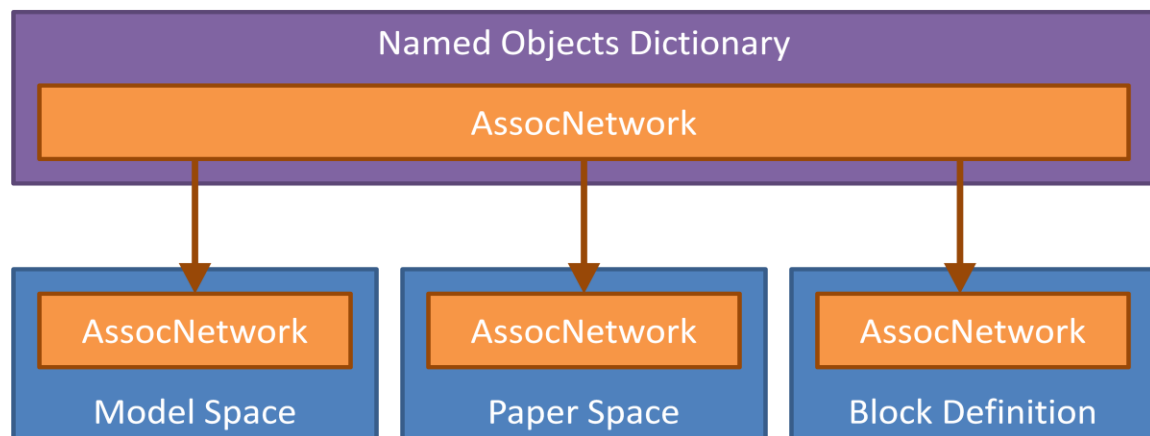 Named Objects Dictionary
AssocNetwork
AssocNetwork AssocNetwork AssocNetwork
Model Space Paper Space Block Definition